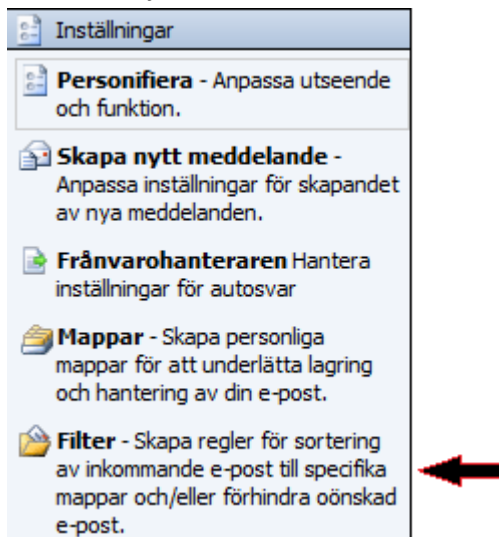 Inställningar
Personifiera - Anpassa utseende
och funktion.
Skapa nytt meddelande -
Anpassa inställningar för skapandet
av nya meddelanden.
Frånvarohanteraren Hantera
inställningar för autosvar
Mappar - Skapa personliga
mappar för att underlätta lagring
och hantering av din e-post.
Filter - Skapa regler för sortering
av inkommande e-post till specifika
mappar och/eller förhindra oönskad
e-post.